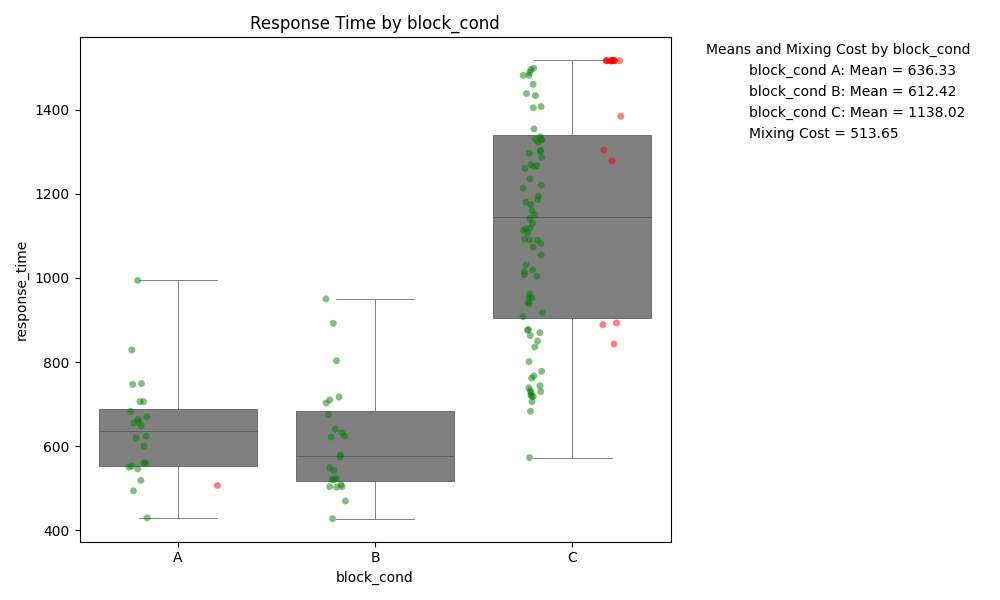 Response Time by block_cond
Means and Mixing Cost by block_cond
block_cond A: Mean = 636.33
block_cond B: Mean = 612.42
block_cond C: Mean = 1138.02
Mixing Cost = 513.65
response_time
1400
1200
1000
800
600
400
A B C
block_cond